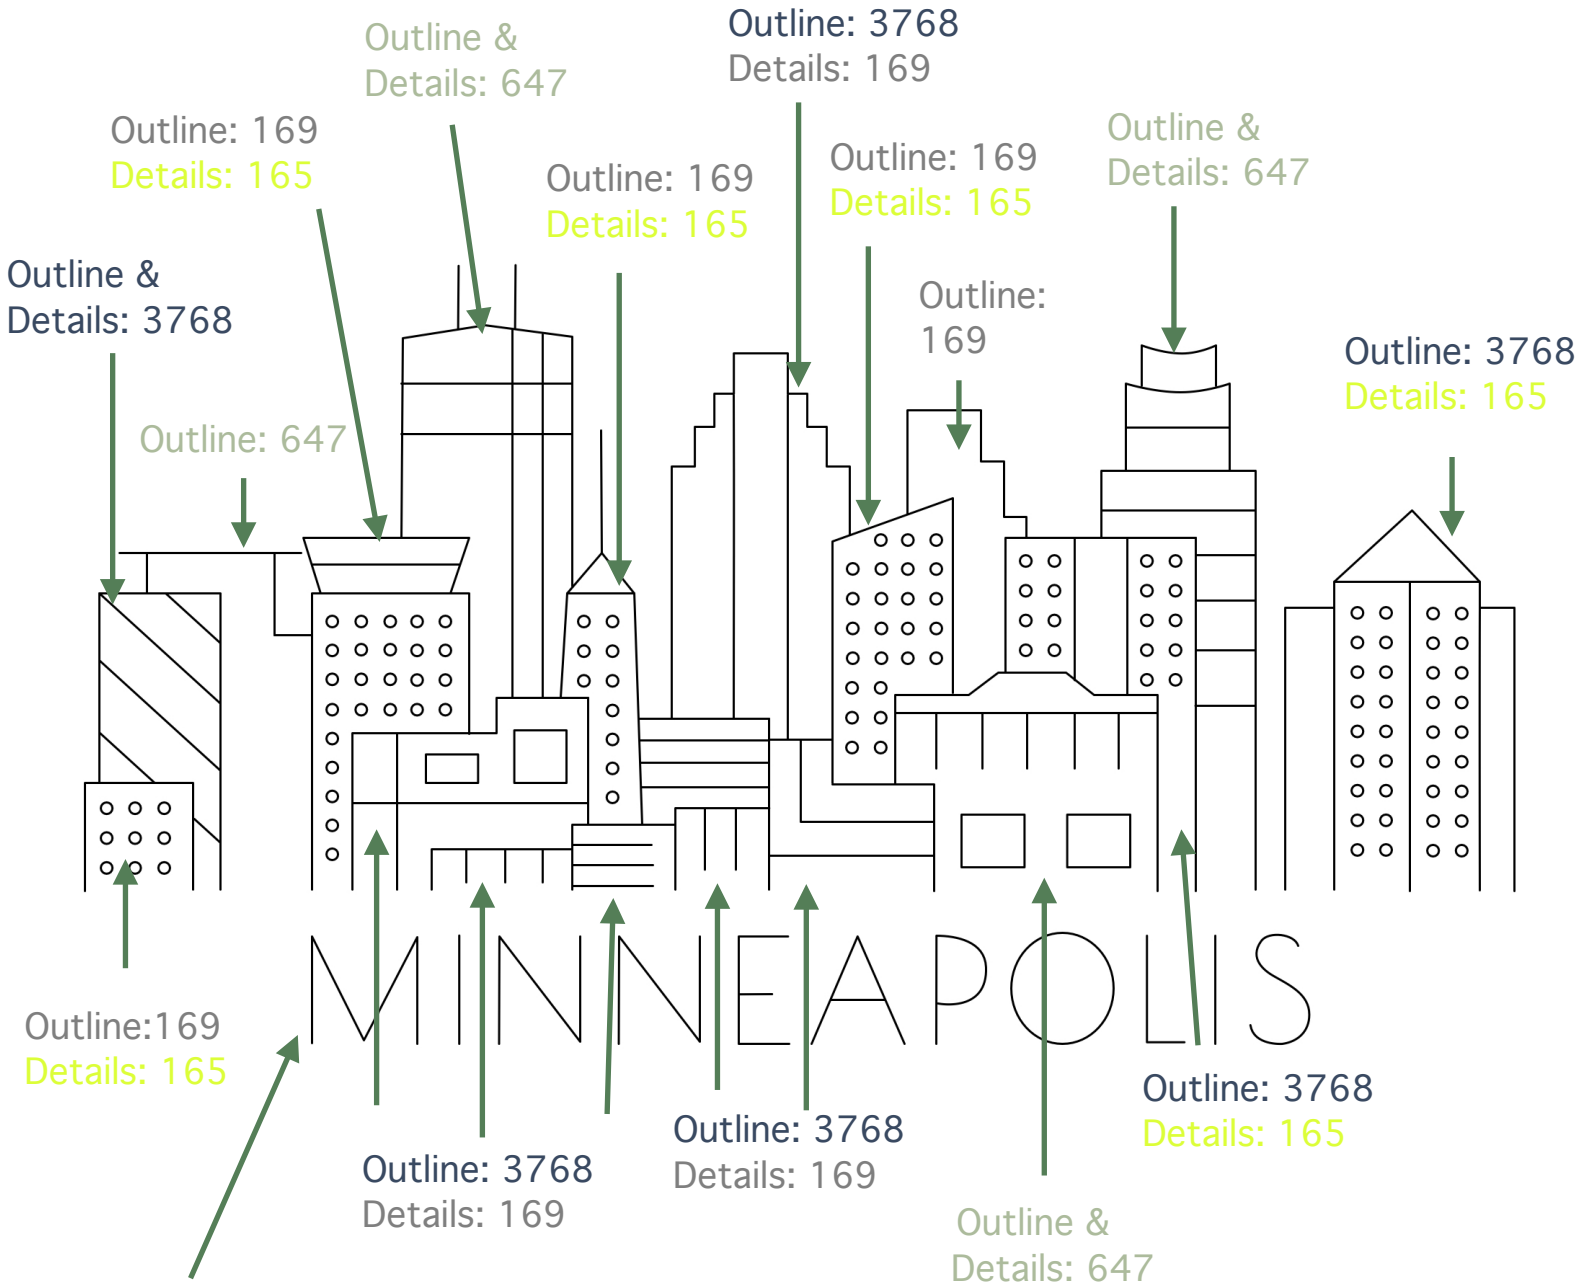 Outline: 3768
Details: 169
Outline &
Details: 647
Outline: 169
Details: 165
Outline &
Details: 647
Outline: 169
Details: 165
Outline: 169
Details: 165
Outline &
Details: 3768
Outline:
169
Outline: 3768
Details: 165
Outline: 647
MINNEAPOLIS
Outline:169
Details: 165
Outline: 3768
Details: 169
Outline: 3768
Details: 169
Outline: 3768
Details: 165
Outline &
Details: 647